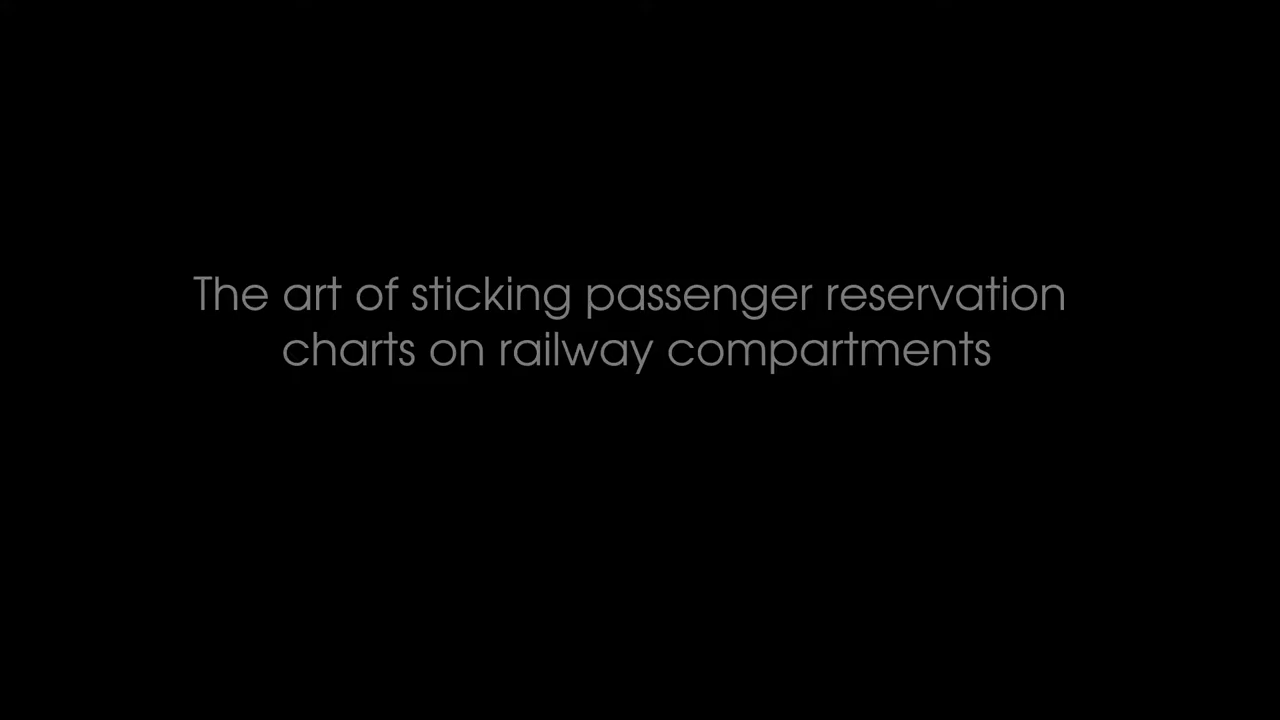 The art of sticking passenger reservation
charts on railway compartments